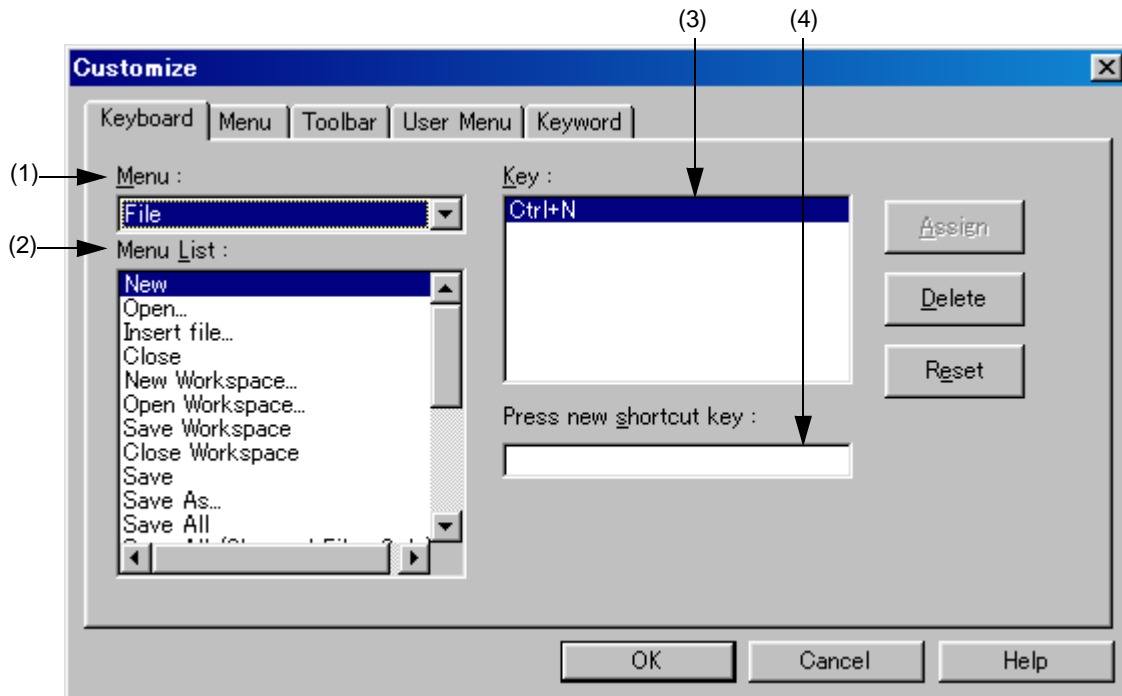 (3) (4)
Customize
Keyboard Menu Toolbar User Menu Keyword
(1) Menu : Key :
File Ctrl+N Assign
(2) Menu List :
New
Open...
Insert file...
Close
New Workspace...
Open Workspace...
Save Workspace
Close Workspace
Save
Save As...
Save All
Delete
Reset
Press new shortcut key :
OK Cancel Help